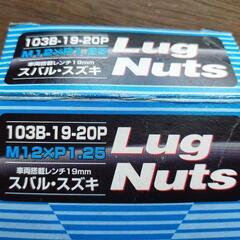 103B-19-20P
M12×P1.25
車両搭載レンチ19mm
スバル・スズキ
Lug
Nuts
103B-19-20P
M12×P1.25
車両搭載レンチ19mm
スバル・スズキ
Lug
Nuts